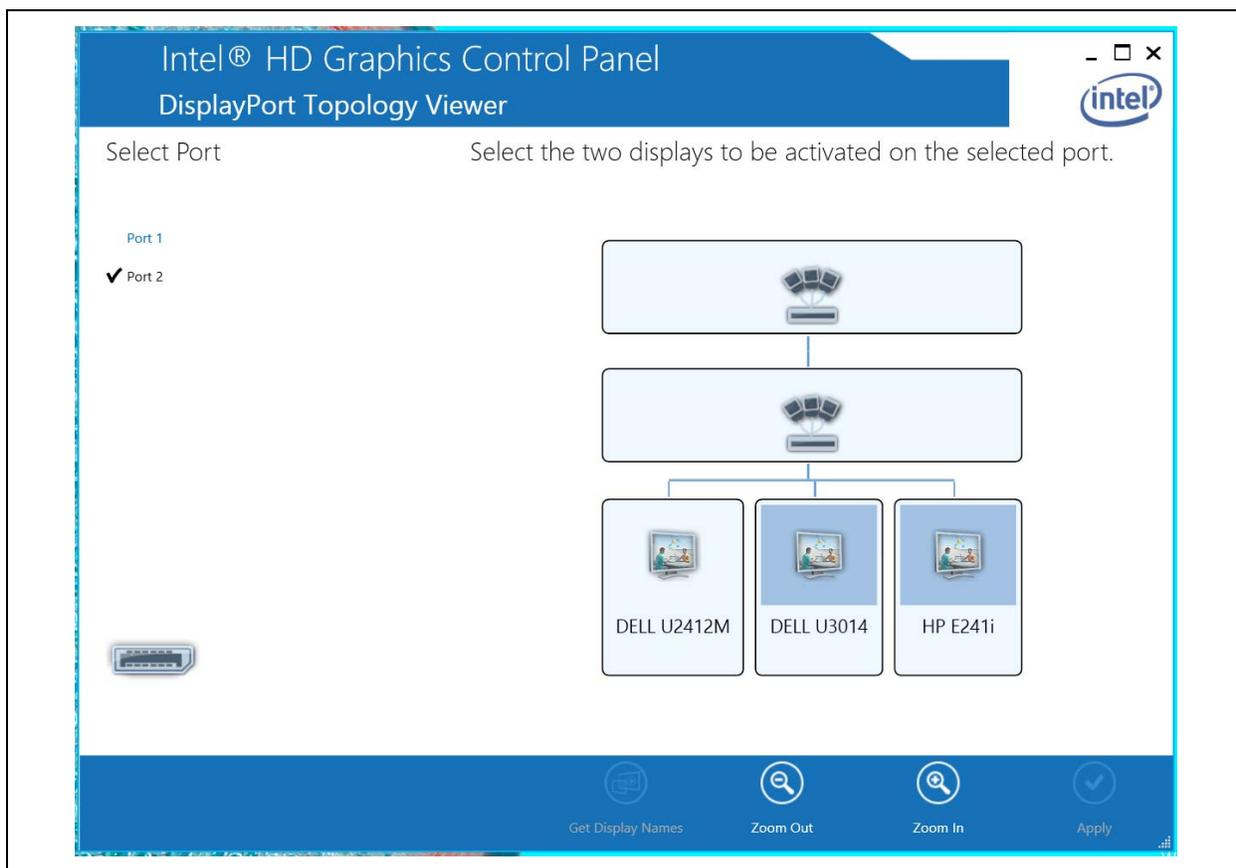 Intel® HD Graphics Control Panel
DisplayPort Topology Viewer
intel®
Select Port
Select the two displays to be activated on the selected port.
Port 1
Port 2
DELL U2412M
DELL U3014
HP E241i
Get Display Names
Zoom Out
Zoom In
Apply